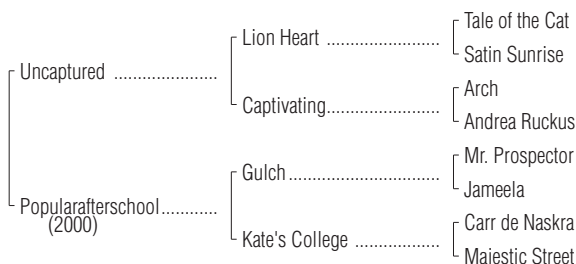 Tale of the Cat
Lion Heart ........................
Satin Sunrise
Uncaptured ......................
Arch
Captivating........................
Andrea Ruckus
Mr. Prospector
Gulch................................
Jameela
Popularafterschool............
(2000)
Carr de Naskra
Kate's College ..................
Majestic Street